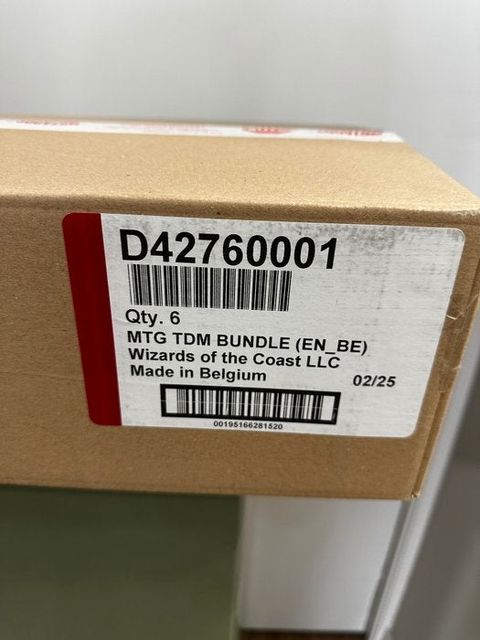 D42760001
Qty. 6
MTG TDM BUNDLE (EN_BE)
Wizards of the Coast LLC
Made in Belgium
02/25
00195166281520